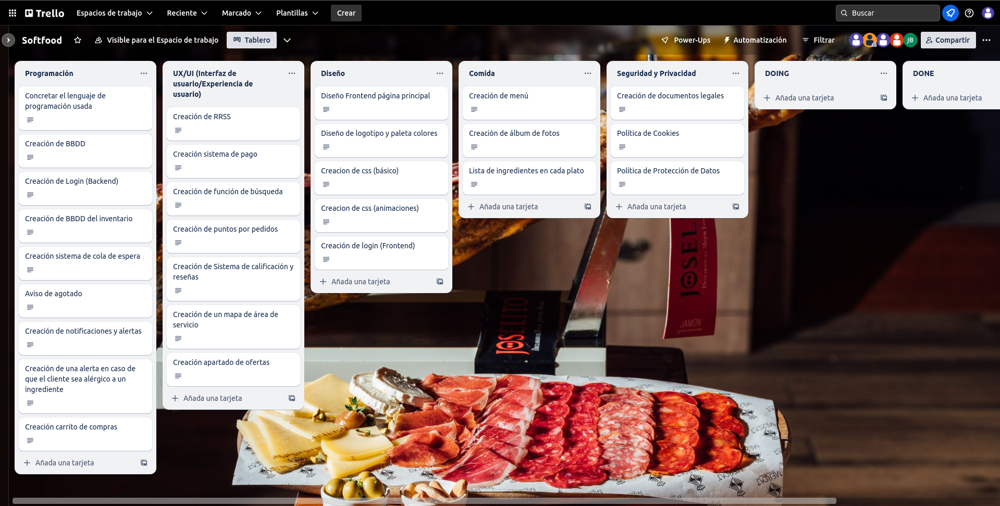 Trello
Espacios de trabajo
Reciente
Marcado
Plantillas
Crear
Buscar
Softfood
Visible para el Espacio de trabajo
Tablero
Power-Ups
Automatización
Filtrar
JB
Compartir
Programación
Concretar el lenguaje de
programación usada
Creación de BBDD
Creación de Login (Backend)
Creación de BBDD del inventario
Creación sistema de cola de espera
Aviso de agotado
Creación de notificaciones y alertas
Creación de una alerta en caso de
que el cliente sea alérgico a un
ingrediente
Creación carrito de compras
Añada una tarjeta
UX/UI (Interfaz de
usuario/Experiencia de
usuario)
Creación de RRSS
Creación sistema de pago
Creación de función de búsqueda
Creación de puntos por pedidos
Creación de Sistema de calificación y
reseñas
Creación de un mapa de área de
servicio
Creación apartado de ofertas
Añada una tarjeta
Diseño
Diseño Frontend página principal
Diseño de logotipo y paleta colores
Creacion de css (básico)
Creacion de css (animaciones)
Creación de login (Frontend)
Añada una tarjeta
Comida
Creación de menú
Creación de álbum de fotos
Lista de ingredientes en cada plato
Añada una tarjeta
Seguridad y Privacidad
Creación de documentos legales
Política de Cookies
Política de Protección de Datos
Añada una tarjeta
DOING
Añada una tarjeta
DONE
Añada una tarjeta
JOSELITO
JAMÓN
MERCAT